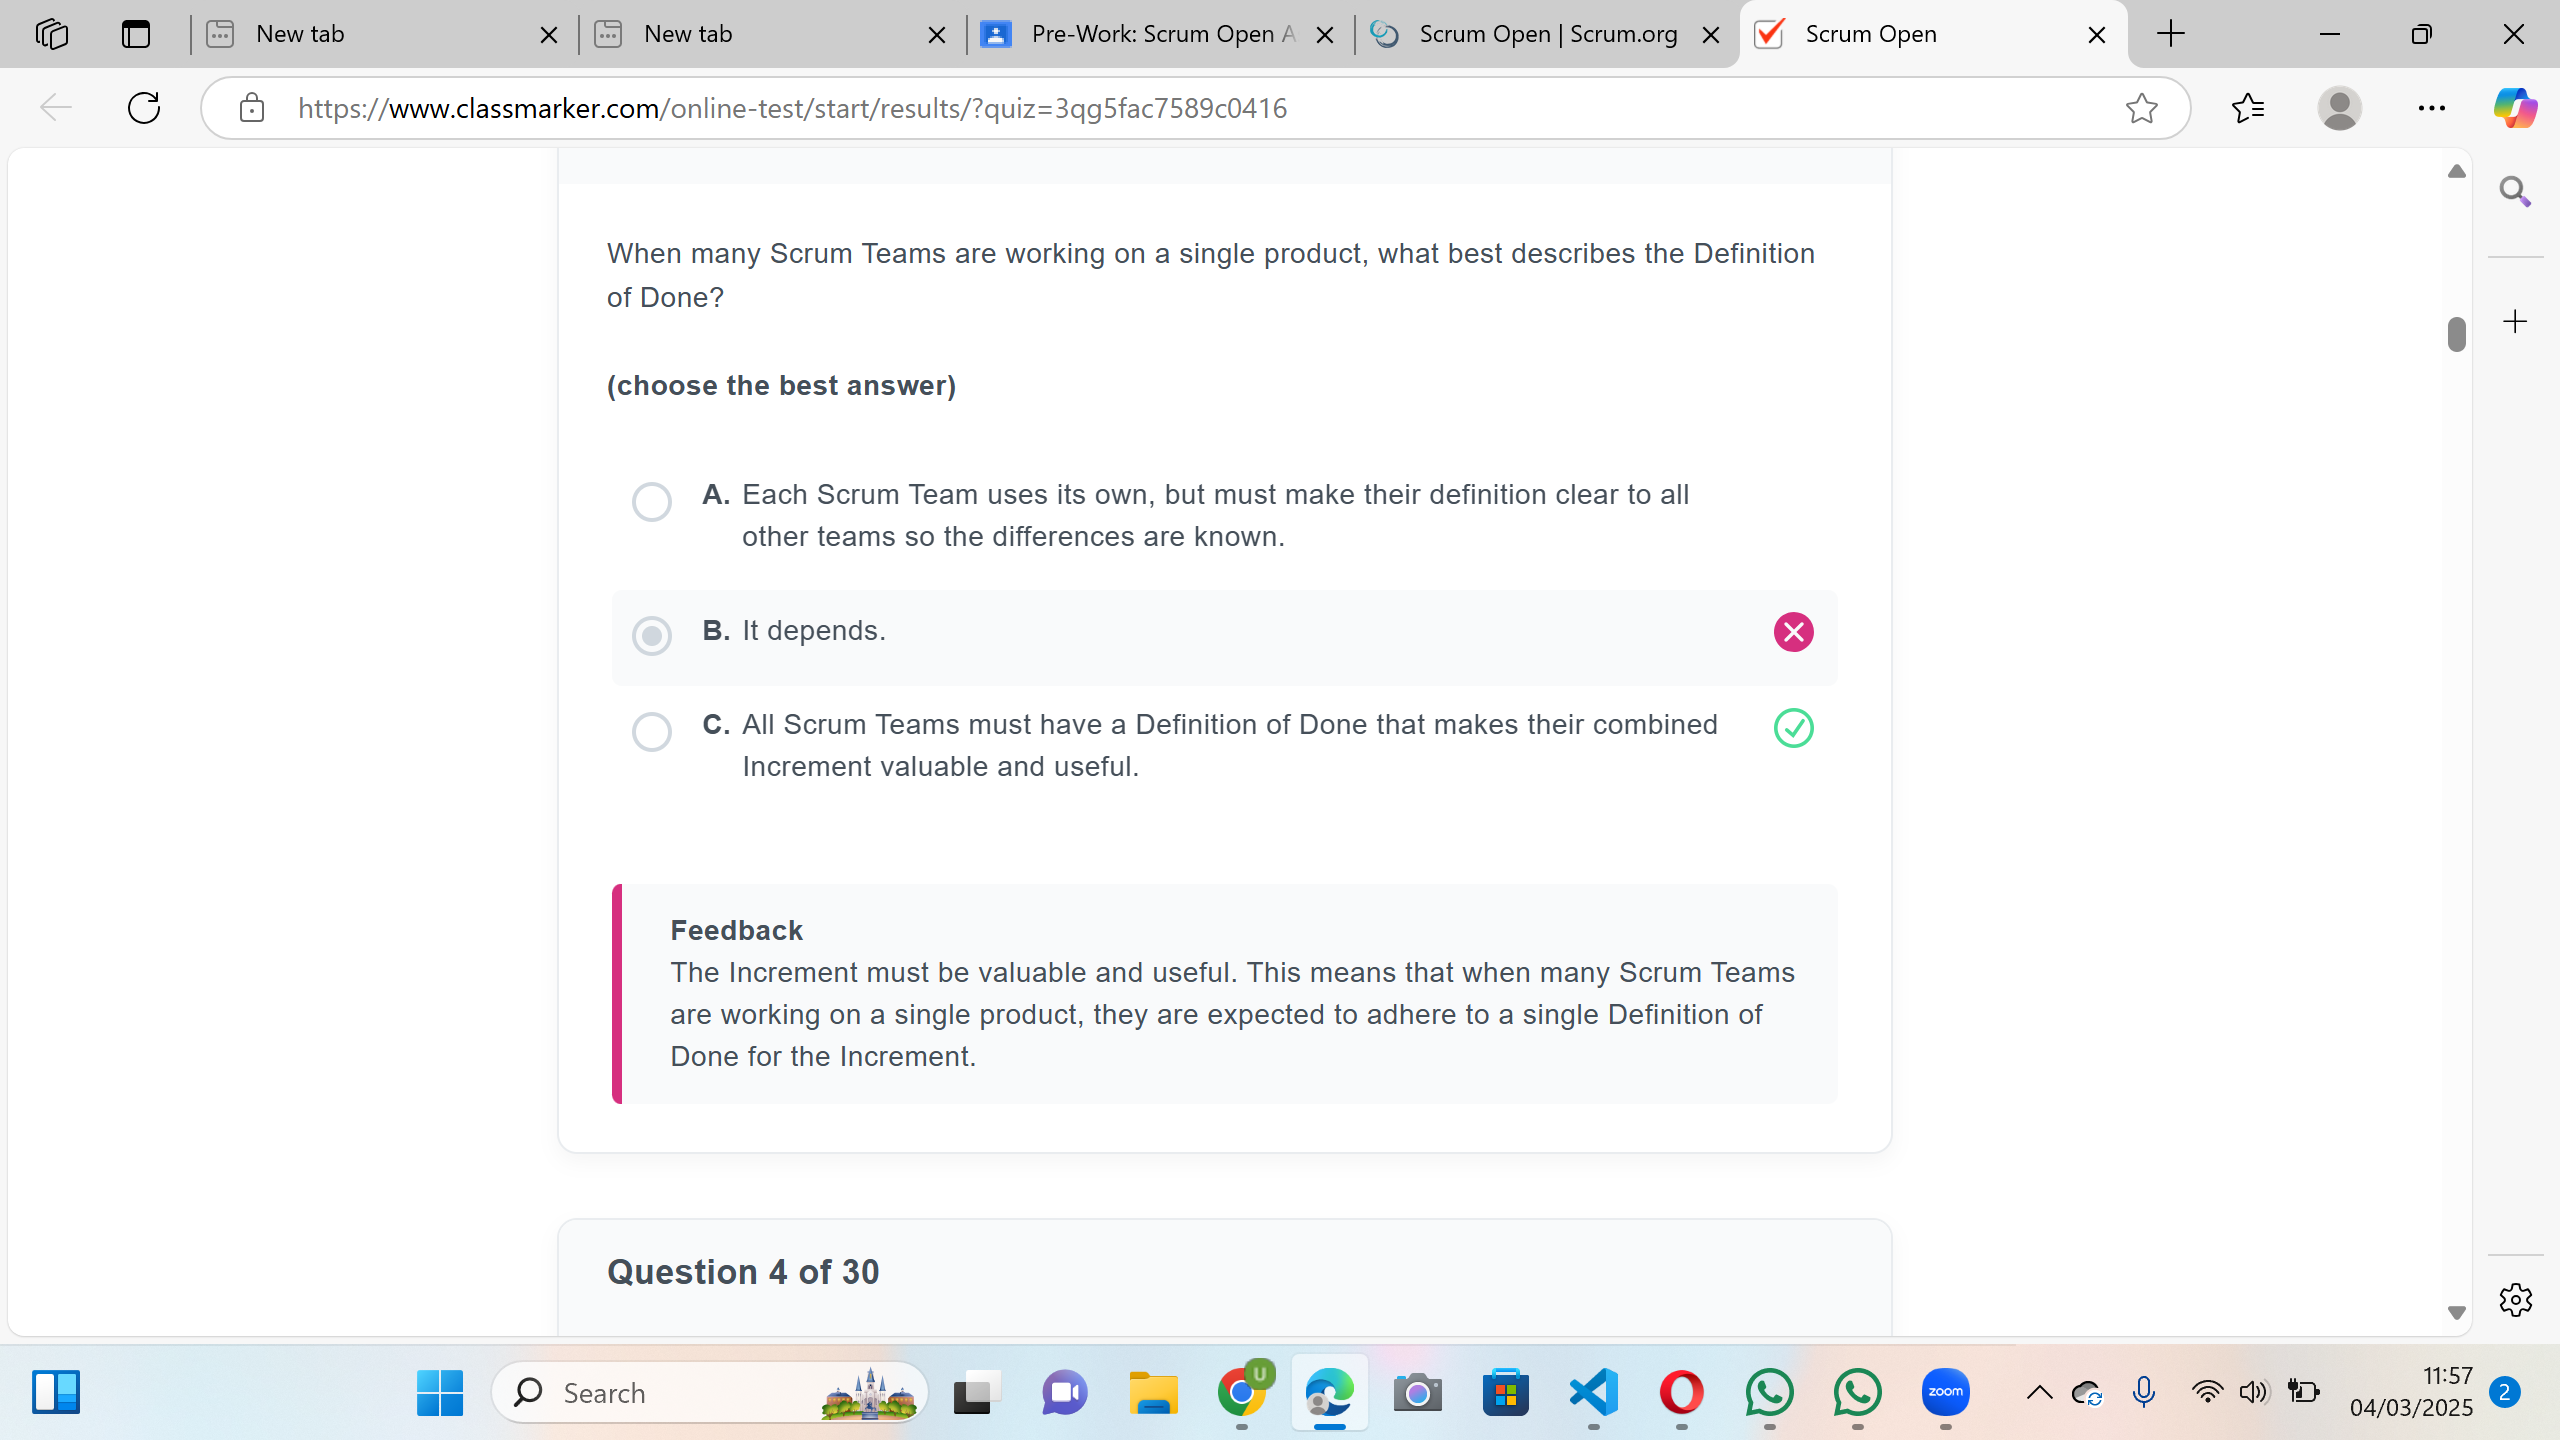 New tab
New tab
Pre-Work: Scrum Open A
Scrum Open | Scrum.org
Scrum Open
https://www.classmarker.com/online-test/start/results/?quiz=3qg5fac7589c0416
When many Scrum Teams are working on a single product, what best describes the Definition
of Done?
(choose the best answer)
A. Each Scrum Team uses its own, but must make their definition clear to all
other teams so the differences are known.
B. It depends.
C. All Scrum Teams must have a Definition of Done that makes their combined
Increment valuable and useful.
Feedback
The Increment must be valuable and useful. This means that when many Scrum Teams
are working on a single product, they are expected to adhere to a single Definition of
Done for the Increment.
Question 4 of 30
Search
U
zoom
11:57
04/03/2025
2